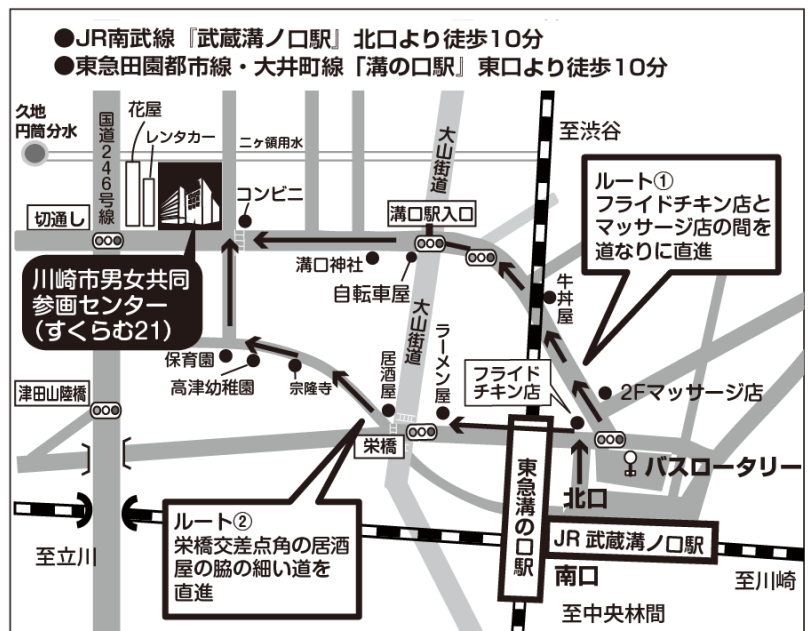 ●JR南武線『武蔵溝ノ口駅』北口より徒歩10分
●東急田園都市線・大井町線「溝の口駅』東口より徒歩10分
久地
円筒分水
国道246号線
花屋
レンタカー
二ヶ領用水
大山街道
至渋谷
コンビニ
切通し
溝口駅入口
ルート①
フライドチキン店と
マッサージ店の間を
道なりに直進
川崎市男女共同
参画センター
(すくらむ21)
溝口神社
自転車屋
牛丼屋
大山街道
保育園
高津幼稚園
宗隆寺
居酒屋
ラーメン屋
フライド
チキン店
2Fマッサージ店
津田山陸橋
栄橋
バスロータリー
北口
東急溝の口駅
ルート②
栄橋交差点角の居酒
屋の脇の細い道を
直進
JR 武蔵溝ノ口駅
至立川
南口
至川崎
至中央林間